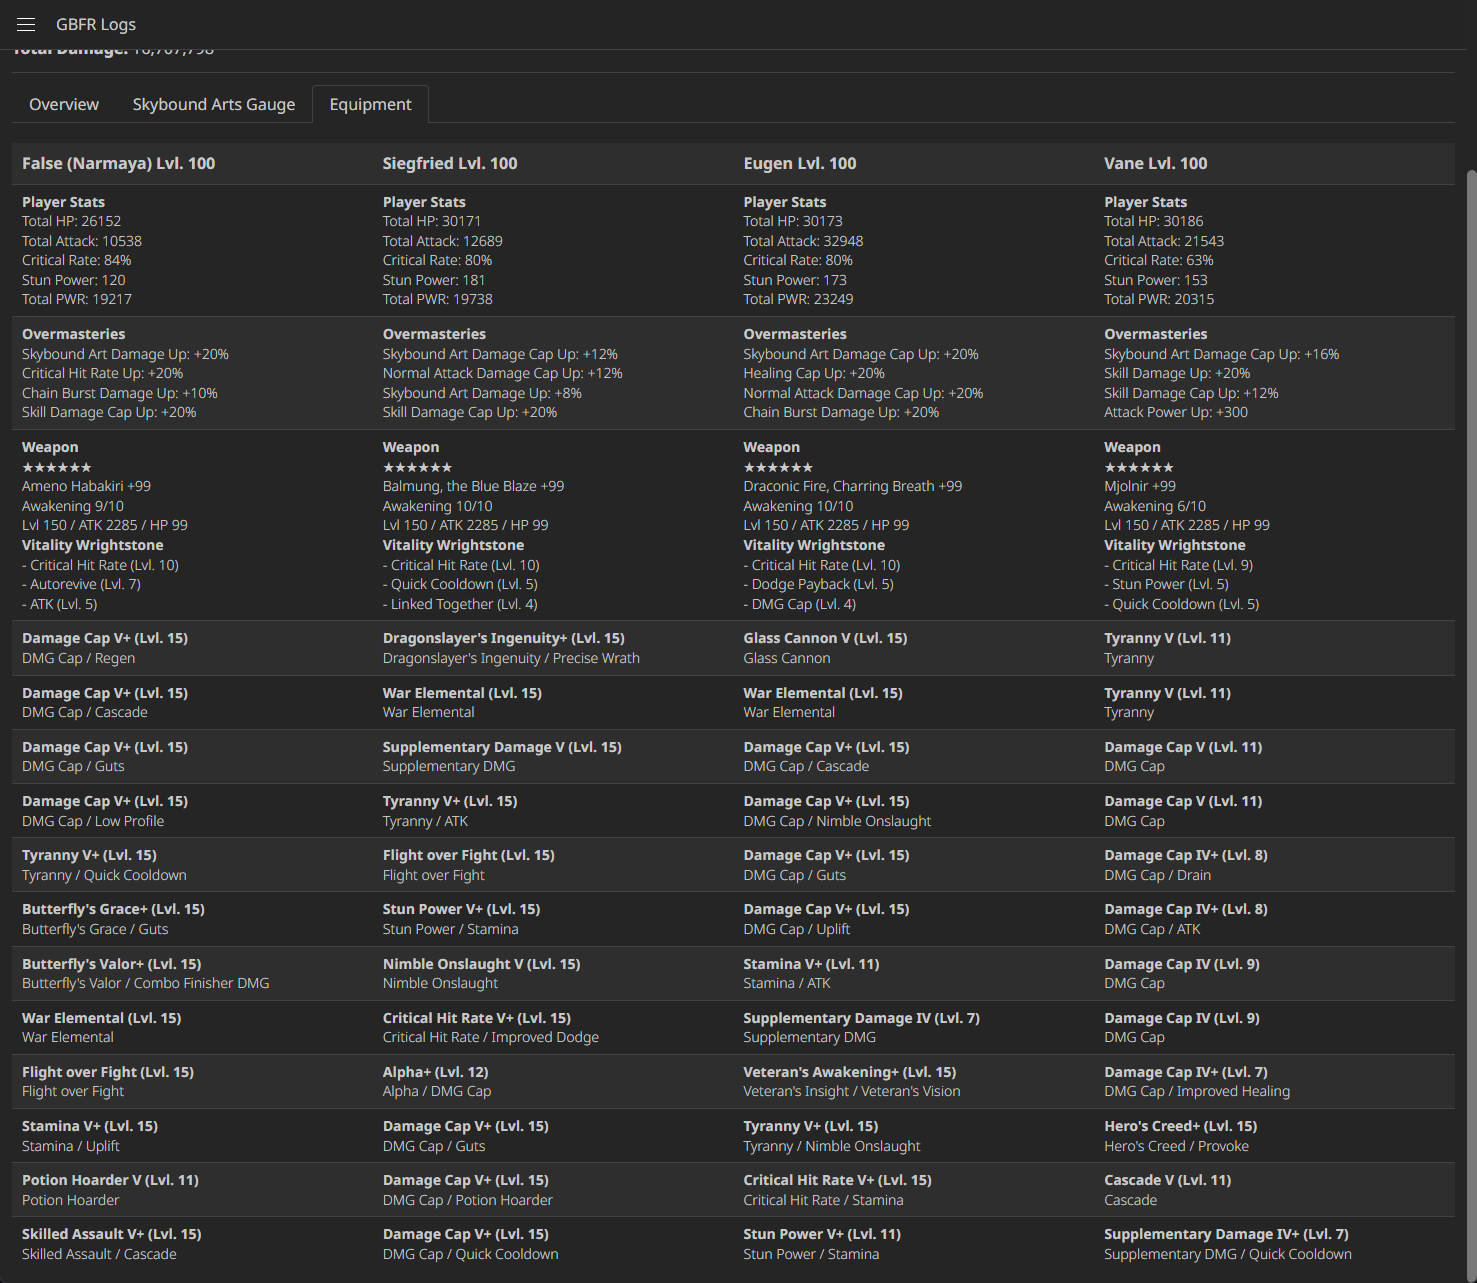 GBFR Logs
Total Damage: 16,767,798
Overview
Skybound Arts Gauge
Equipment
False (Narmaya) Lvl. 100
Player Stats
Total HP: 26152
Total Attack: 10538
Critical Rate: 84%
Stun Power: 120
Total PWR: 19217
Overmasteries
Skybound Art Damage Up: +20%
Critical Hit Rate Up: +20%
Chain Burst Damage Up: +10%
Skill Damage Cap Up: +20%
Weapon
★★★★★★
Ameno Habakiri +99
Awakening 9/10
Lvl 150 / ATK 2285 / HP 99
Vitality Wrightstone
- Critical Hit Rate (Lvl. 10)
- Autorevive (Lvl. 7)
- ATK (Lvl. 5)
Damage Cap V+ (Lvl. 15)
DMG Cap / Regen
Damage Cap V+ (Lvl. 15)
DMG Cap / Cascade
Damage Cap V+ (Lvl. 15)
DMG Cap / Guts
Damage Cap V+ (Lvl. 15)
DMG Cap / Low Profile
Tyranny V+ (Lvl. 15)
Tyranny / Quick Cooldown
Butterfly's Grace+ (Lvl. 15)
Butterfly's Grace / Guts
Butterfly's Valor+ (Lvl. 15)
Butterfly's Valor / Combo Finisher DMG
War Elemental (Lvl. 15)
War Elemental
Flight over Fight (Lvl. 15)
Flight over Fight
Stamina V+ (Lvl. 15)
Stamina / Uplift
Potion Hoarder V (Lvl. 11)
Potion Hoarder
Skilled Assault V+ (Lvl. 15)
Skilled Assault / Cascade
Siegfried Lvl. 100
Player Stats
Total HP: 30171
Total Attack: 12689
Critical Rate: 80%
Stun Power: 181
Total PWR: 19738
Overmasteries
Skybound Art Damage Cap Up: +12%
Normal Attack Damage Cap Up: +12%
Skybound Art Damage Up: +8%
Skill Damage Cap Up: +20%
Weapon
★★★★★★
Balmung, the Blue Blaze +99
Awakening 10/10
Lvl 150 / ATK 2285 / HP 99
Vitality Wrightstone
- Critical Hit Rate (Lvl. 10)
- Quick Cooldown (Lvl. 5)
- Linked Together (Lvl. 4)
Dragonslayer's Ingenuity+ (Lvl. 15)
Dragonslayer's Ingenuity / Precise Wrath
War Elemental (Lvl. 15)
War Elemental
Supplementary Damage V (Lvl. 15)
Supplementary DMG
Tyranny V+ (Lvl. 15)
Tyranny / ATK
Flight over Fight (Lvl. 15)
Flight over Fight
Stun Power V+ (Lvl. 15)
Stun Power / Stamina
Nimble Onslaught V (Lvl. 15)
Nimble Onslaught
Critical Hit Rate V+ (Lvl. 15)
Critical Hit Rate / Improved Dodge
Alpha+ (Lvl. 12)
Alpha / DMG Cap
Damage Cap V+ (Lvl. 15)
DMG Cap / Guts
Damage Cap V+ (Lvl. 15)
DMG Cap / Potion Hoarder
Damage Cap V+ (Lvl. 15)
DMG Cap / Quick Cooldown
Eugen Lvl. 100
Player Stats
Total HP: 30173
Total Attack: 32948
Critical Rate: 80%
Stun Power: 173
Total PWR: 23249
Overmasteries
Skybound Art Damage Cap Up: +20%
Healing Cap Up: +20%
Normal Attack Damage Cap Up: +20%
Chain Burst Damage Up: +20%
Weapon
★★★★★★
Draconic Fire, Charring Breath +99
Awakening 10/10
Lvl 150 / ATK 2285 / HP 99
Vitality Wrightstone
- Critical Hit Rate (Lvl. 10)
- Dodge Payback (Lvl. 5)
- DMG Cap (Lvl. 4)
Glass Cannon V (Lvl. 15)
Glass Cannon
War Elemental (Lvl. 15)
War Elemental
Damage Cap V+ (Lvl. 15)
DMG Cap / Cascade
Damage Cap V+ (Lvl. 15)
DMG Cap / Nimble Onslaught
Damage Cap V+ (Lvl. 15)
DMG Cap / Guts
Damage Cap V+ (Lvl. 15)
DMG Cap / Uplift
Stamina V+ (Lvl. 11)
Stamina / ATK
Supplementary Damage IV (Lvl. 7)
Supplementary DMG
Veteran's Awakening+ (Lvl. 15)
Veteran's Insight / Veteran's Vision
Tyranny V+ (Lvl. 15)
Tyranny / Nimble Onslaught
Critical Hit Rate V+ (Lvl. 15)
Critical Hit Rate / Stamina
Stun Power V+ (Lvl. 11)
Stun Power / Stamina
Vane Lvl. 100
Player Stats
Total HP: 30186
Total Attack: 21543
Critical Rate: 63%
Stun Power: 153
Total PWR: 20315
Overmasteries
Skybound Art Damage Cap Up: +16%
Skill Damage Up: +20%
Skill Damage Cap Up: +12%
Attack Power Up: +300
Weapon
★★★★★★
Mjolnir +99
Awakening 6/10
Lvl 150 / ATK 2285 / HP 99
Vitality Wrightstone
- Critical Hit Rate (Lvl. 9)
- Stun Power (Lvl. 5)
- Quick Cooldown (Lvl. 5)
Tyranny V (Lvl. 11)
Tyranny
Tyranny V (Lvl. 11)
Tyranny
Damage Cap V (Lvl. 11)
DMG Cap
Damage Cap V (Lvl. 11)
DMG Cap
Damage Cap IV+ (Lvl. 8)
DMG Cap / Drain
Damage Cap IV+ (Lvl. 8)
DMG Cap / ATK
Damage Cap IV (Lvl. 9)
DMG Cap
Damage Cap IV (Lvl. 9)
DMG Cap
Damage Cap IV+ (Lvl. 7)
DMG Cap / Improved Healing
Hero's Creed+ (Lvl. 15)
Hero's Creed / Provoke
Cascade V (Lvl. 11)
Cascade
Supplementary Damage IV+ (Lvl. 7)
Supplementary DMG / Quick Cooldown